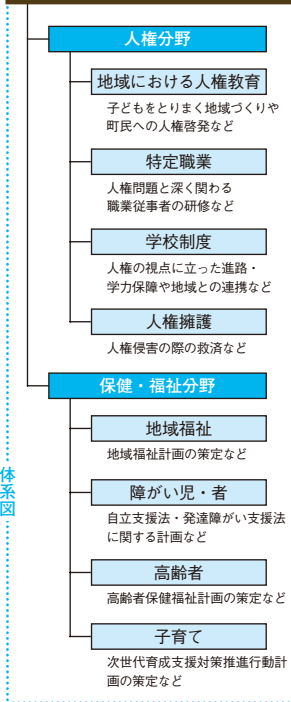 人権分野
地域における人権教育
子どもをとりまく地域づくりや
町民への人権啓発など
特定職業
人権問題と深く関わる
職業従事者の研修など
学校制度
人権の視点に立った進路・
学力保障や地域との連携など
人権擁護
人権侵害の際の救済など
保健・福祉分野
地域福祉
地域福祉計画の策定など
障がい児・者
自立支援法・発達障がい支援法
に関する計画など
高齢者
高齢者保健福祉計画の策定など
子育て
次世代育成支援対策推進行動計
画の策定など
体系図